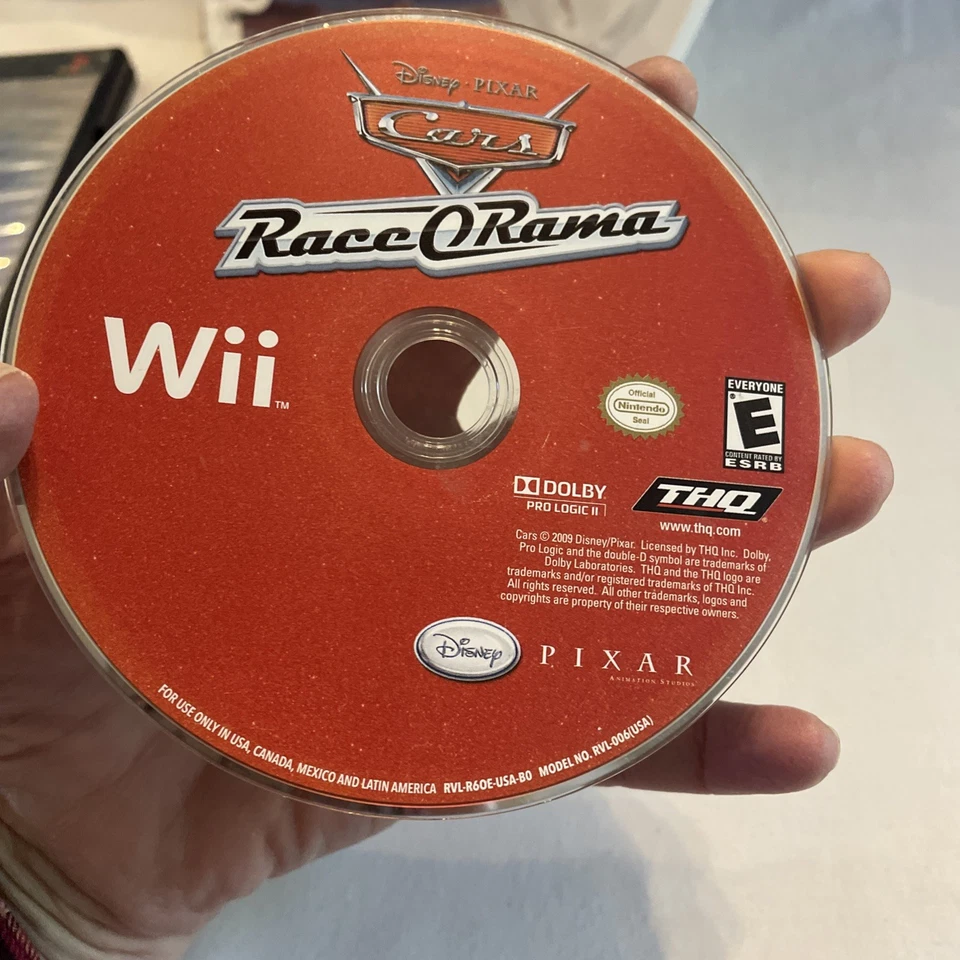 Disney · PIXAR
Cars
Race O Rama
Wii™
Official
Nintendo
Seal
EVERYONE
E
®
CONTENT RATED BY
ESRB
DOLBY
PRO LOGIC II
THQ®
www.thq.com
Cars © 2009 Disney/Pixar. Licensed by THQ Inc. Dolby,
Pro Logic and the double-D symbol are trademarks of
Dolby Laboratories. THQ and the THQ logo are
trademarks and/or registered trademarks of THQ Inc.
All rights reserved. All other trademarks, logos and
copyrights are property of their respective owners.
Disney
PIXAR
ANIMATION STUDIOS
FOR USE ONLY IN USA, CANADA, MEXICO AND LATIN AMERICA RVL-R6OE-USA-B0 MODEL NO. RVL-006(USA)